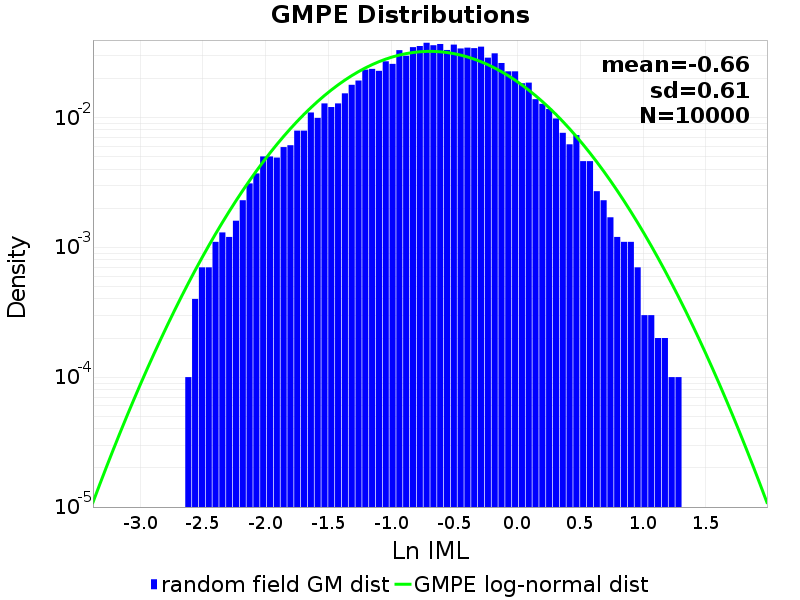 GMPE Distributions
mean=-0.66
sd=0.61
N=10000
10-2
10-3
10-4
10-5
Density
-3.0 -2.5 -2.0 -1.5 -1.0 -0.5 0.0 0.5 1.0 1.5
Ln IML
random field GM dist GMPE log-normal dist